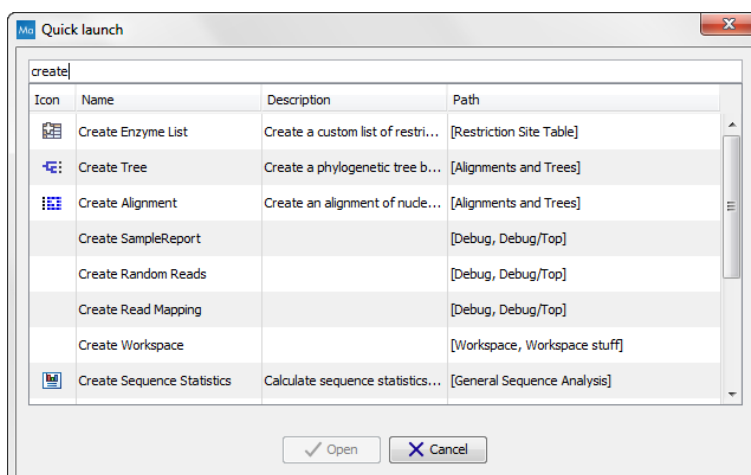 Ma Quick launch
create
Icon Name Description Path
Create Enzyme List Create a custom list of restri... [Restriction Site Table]
Create Tree Create a phylogenetic tree b... [Alignments and Trees]
Create Alignment Create an alignment of nucle... [Alignments and Trees]
Create SampleReport [Debug, Debug/Top]
Create Random Reads [Debug, Debug/Top]
Create Read Mapping [Debug, Debug/Top]
Create Workspace [Workspace, Workspace stuff]
Create Sequence Statistics Calculate sequence statistics... [General Sequence Analysis]
Open Cancel